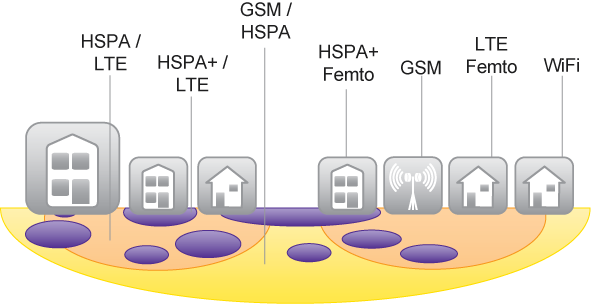 HSPA /
LTE
HSPA+ /
LTE
GSM /
HSPA
HSPA+
Femto
GSM
LTE
Femto
WiFi